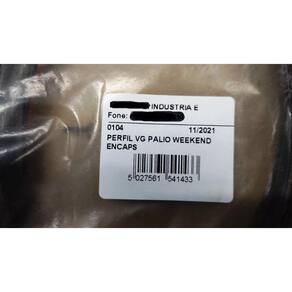 INDUSTRIA E
Fone:
0104 11/2021
PERFIL VG PALIO WEEKEND
ENCAPS
5 027561 541433